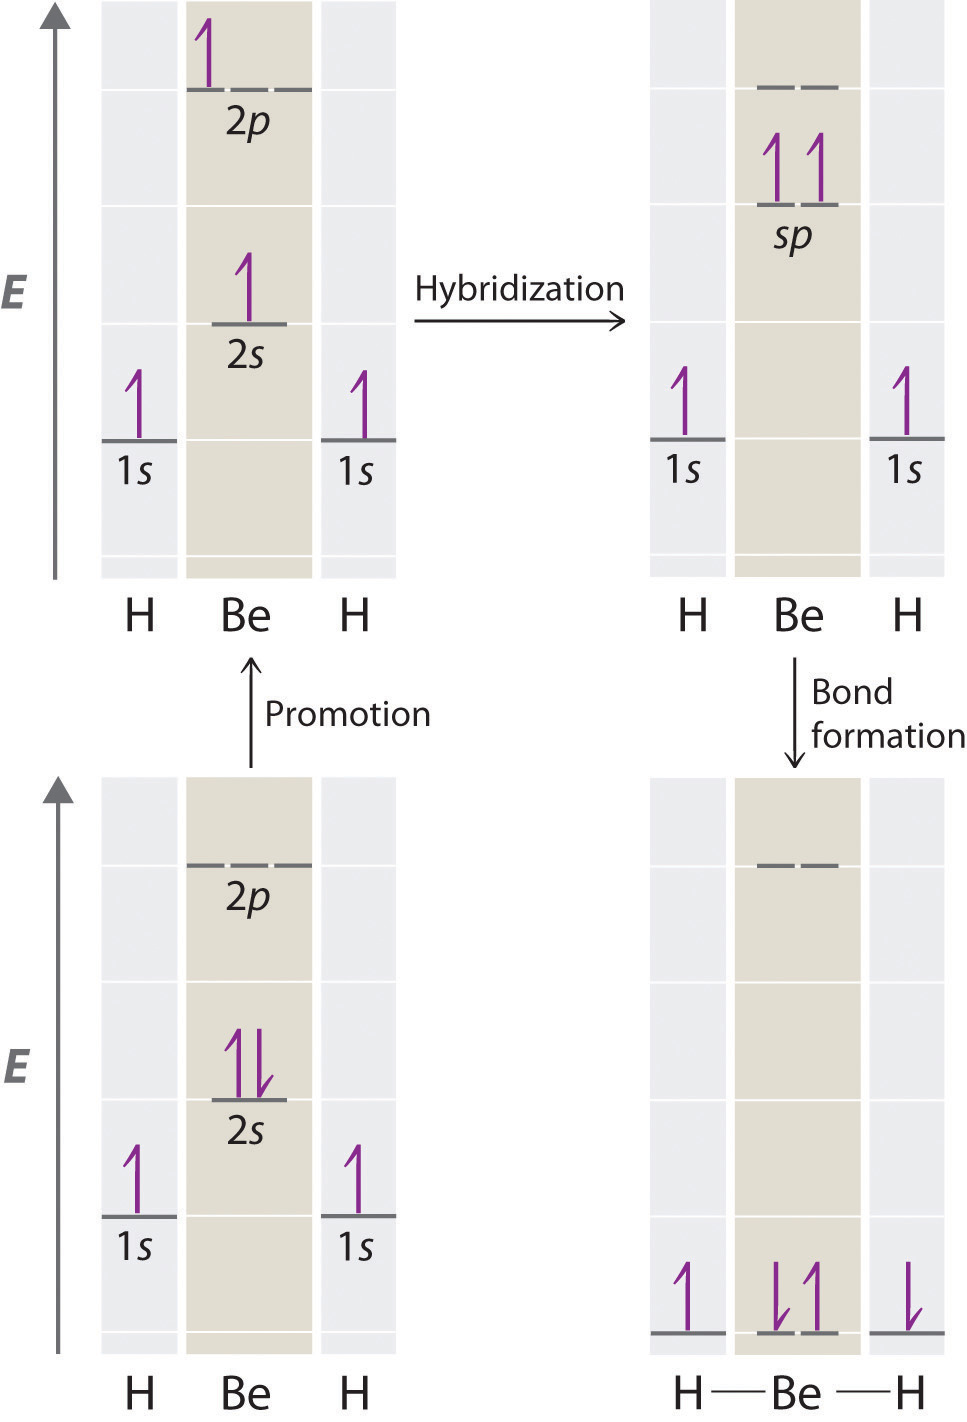 2p
sp
E
2s
Hybridization
1s
1s
1s
1s
H
Be
H
H
Be
H
Promotion
Bond
formation
2p
E
2s
1s
1s
H
Be
H
H — Be — H